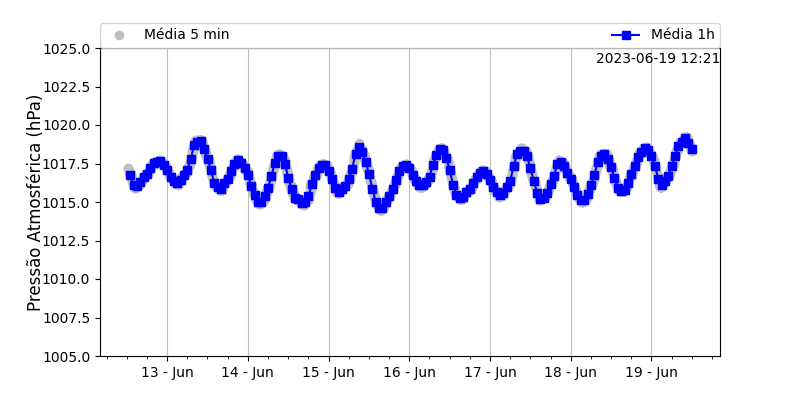 Média 5 min
Média 1h
2023-06-19 12:21
Pressão Atmosférica (hPa)
1025.0
1022.5
1020.0
1017.5
1015.0
1012.5
1010.0
1007.5
1005.0
13 - Jun
14 - Jun
15 - Jun
16 - Jun
17 - Jun
18 - Jun
19 - Jun